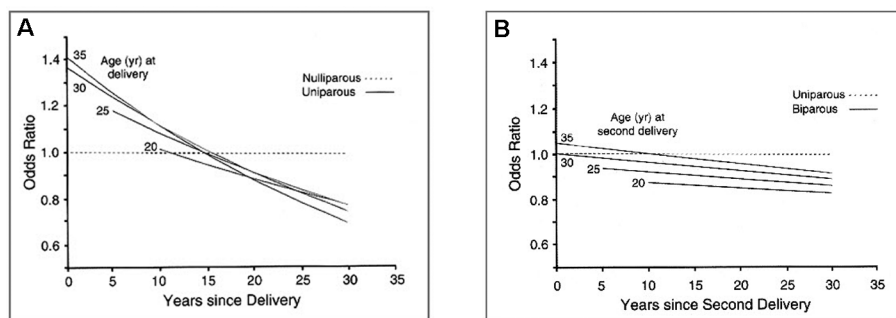 A
1.4
1.2
1.0
0.8
0.6
Odds Ratio
35
30
25
20
Age (yr) at
delivery
Nulliparous
Uniparous
0 5 10 15 20 25 30 35
Years since Delivery
B
1.4
1.2
1.0
0.8
0.6
Odds Ratio
Age (yr) at
second delivery
35
30
25
20
Uniparous
Biparous
0 5 10 15 20 25 30 35
Years since Second Delivery